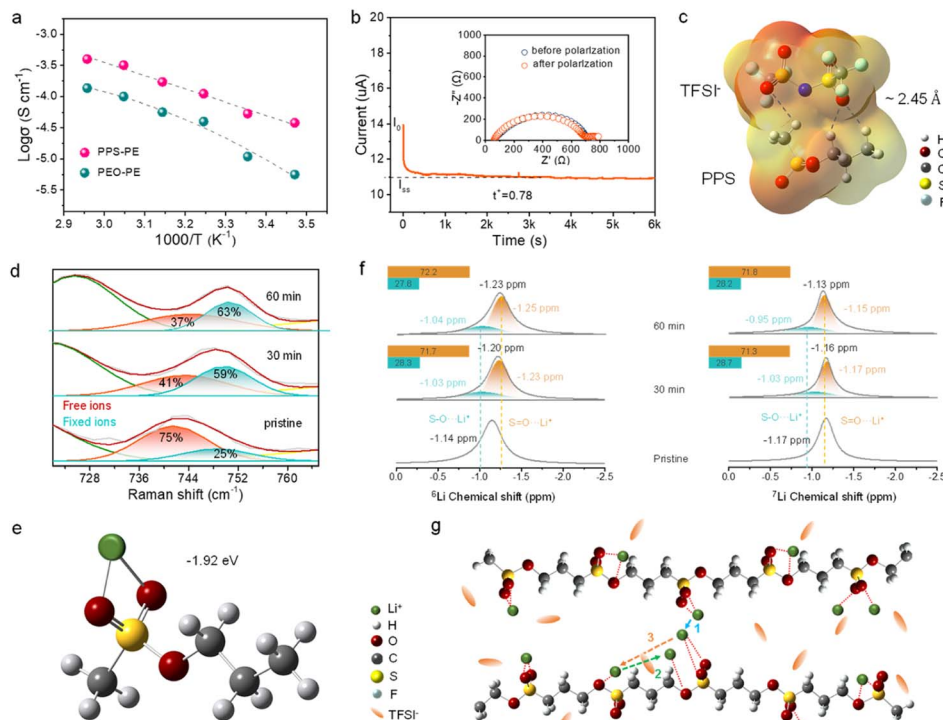 a
-3.0
-3.5
-4.0
-4.5
-5.0
-5.5
Logσ (S cm⁻¹)
PPS-PE
PEO-PE
2.9 3.0 3.1 3.2 3.3 3.4 3.5
1000/T (K⁻¹)
b
20
18
16
14
12
10
Current (uA)
I₀
Iss
t⁺=0.78
0 1k 2k 3k 4k 5k 6k
Time (s)
-1000
-800
-600
-400
-200
0
-Z'' (Ω)
before polarization
after polarization
0 200 400 600 800 1000
Z' (Ω)
c
TFSI⁻
~ 2.45 Å
PPS
H
O
C
S
F
d
60 min
37%
63%
30 min
41%
59%
Free ions
Fixed ions
pristine
75%
25%
728 736 744 752 760
Raman shift (cm⁻¹)
e
-1.92 eV
Li⁺
H
O
C
S
F
TFSI⁻
f
72.2
27.8
-1.23 ppm
-1.04 ppm
-1.25 ppm
71.7
28.3
-1.20 ppm
-1.03 ppm
-1.23 ppm
S-O···Li⁺
S=O···Li⁺
-1.14 ppm
0.0 -0.5 -1.0 -1.5 -2.0 -2.5
⁶Li Chemical shift (ppm)
71.8
28.2
-1.13 ppm
-0.95 ppm
-1.15 ppm
60 min
71.3
28.7
-1.16 ppm
-1.03 ppm
-1.17 ppm
30 min
S-O···Li⁺
S=O···Li⁺
-1.17 ppm
Pristine
0.0 -0.5 -1.0 -1.5 -2.0 -2.5
⁷Li Chemical shift (ppm)
g
1
3
2